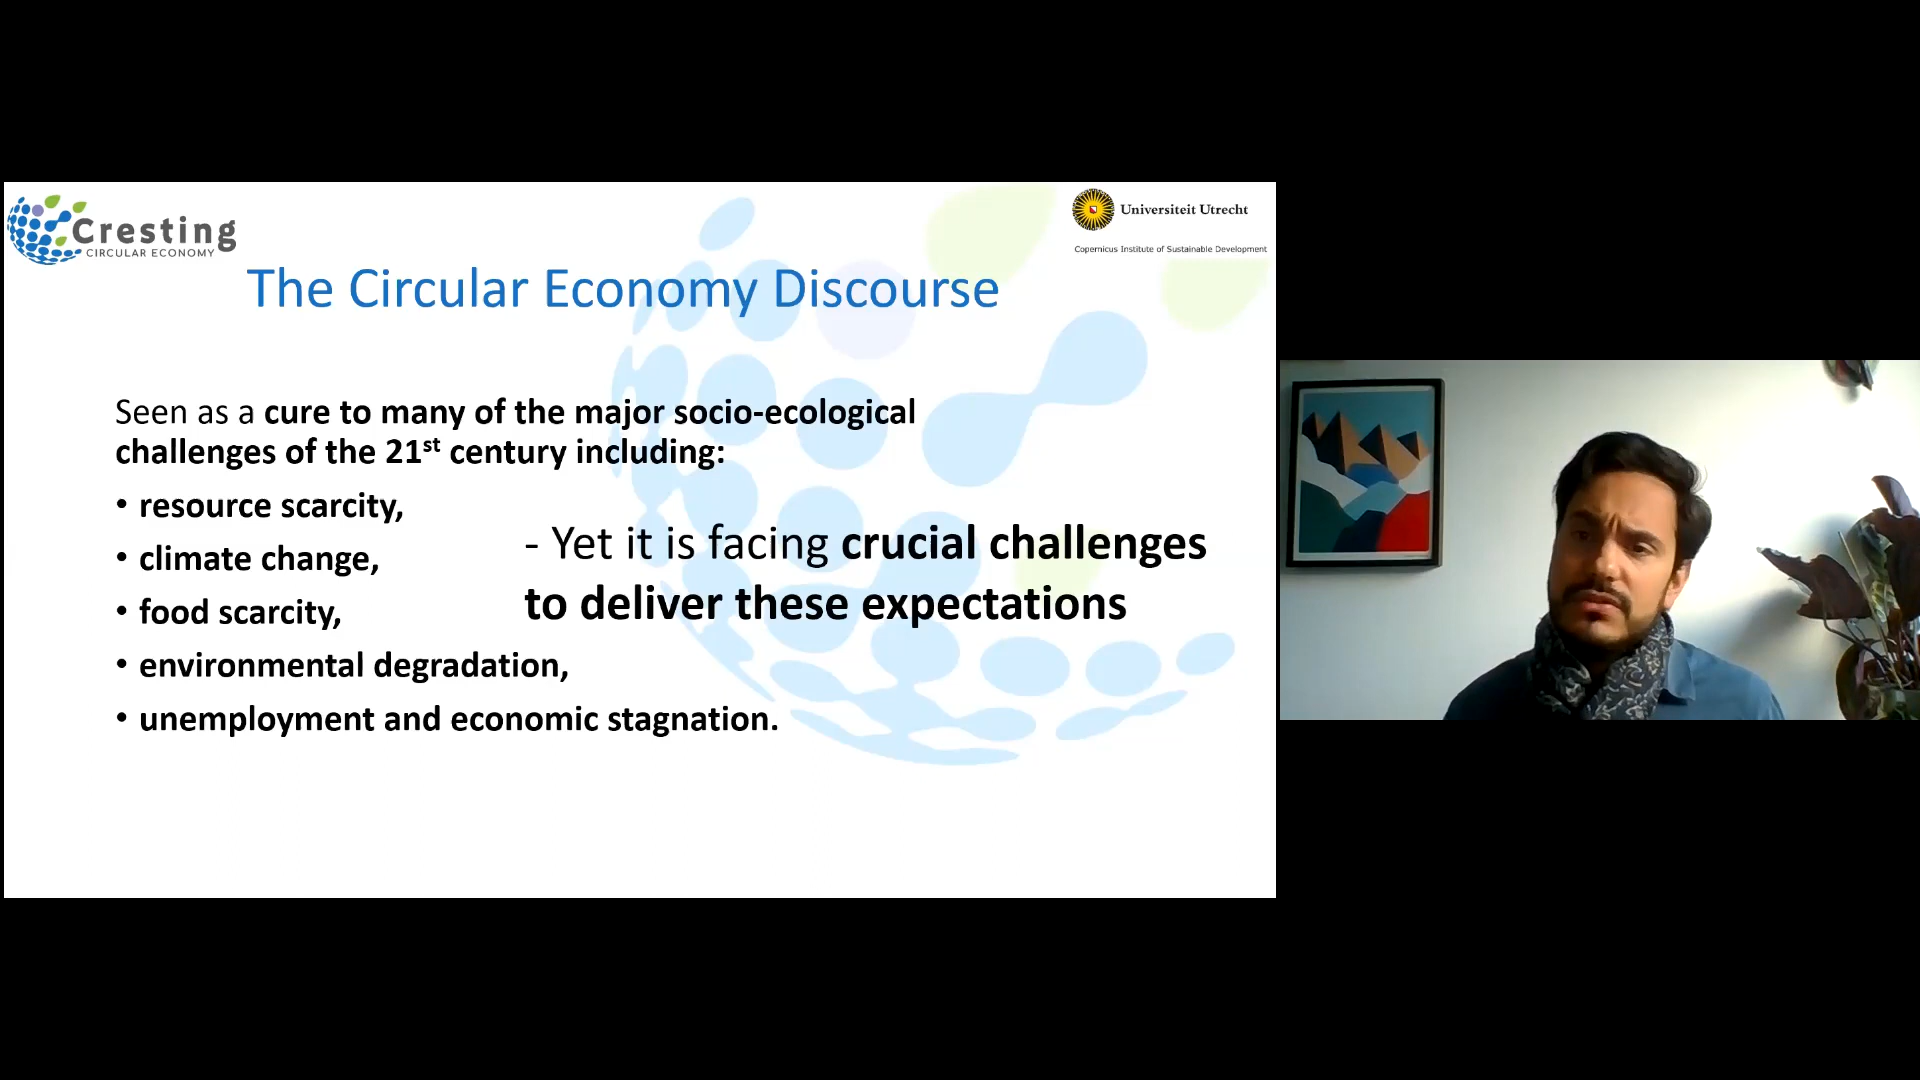 Cresting
CIRCULAR ECONOMY
Universiteit Utrecht
Copernicus Institute of Sustainable Development
The Circular Economy Discourse
Seen as a cure to many of the major socio-ecological
challenges of the 21st century including:
• resource scarcity,
• climate change,
• food scarcity,
• environmental degradation,
• unemployment and economic stagnation.
- Yet it is facing crucial challenges
to deliver these expectations